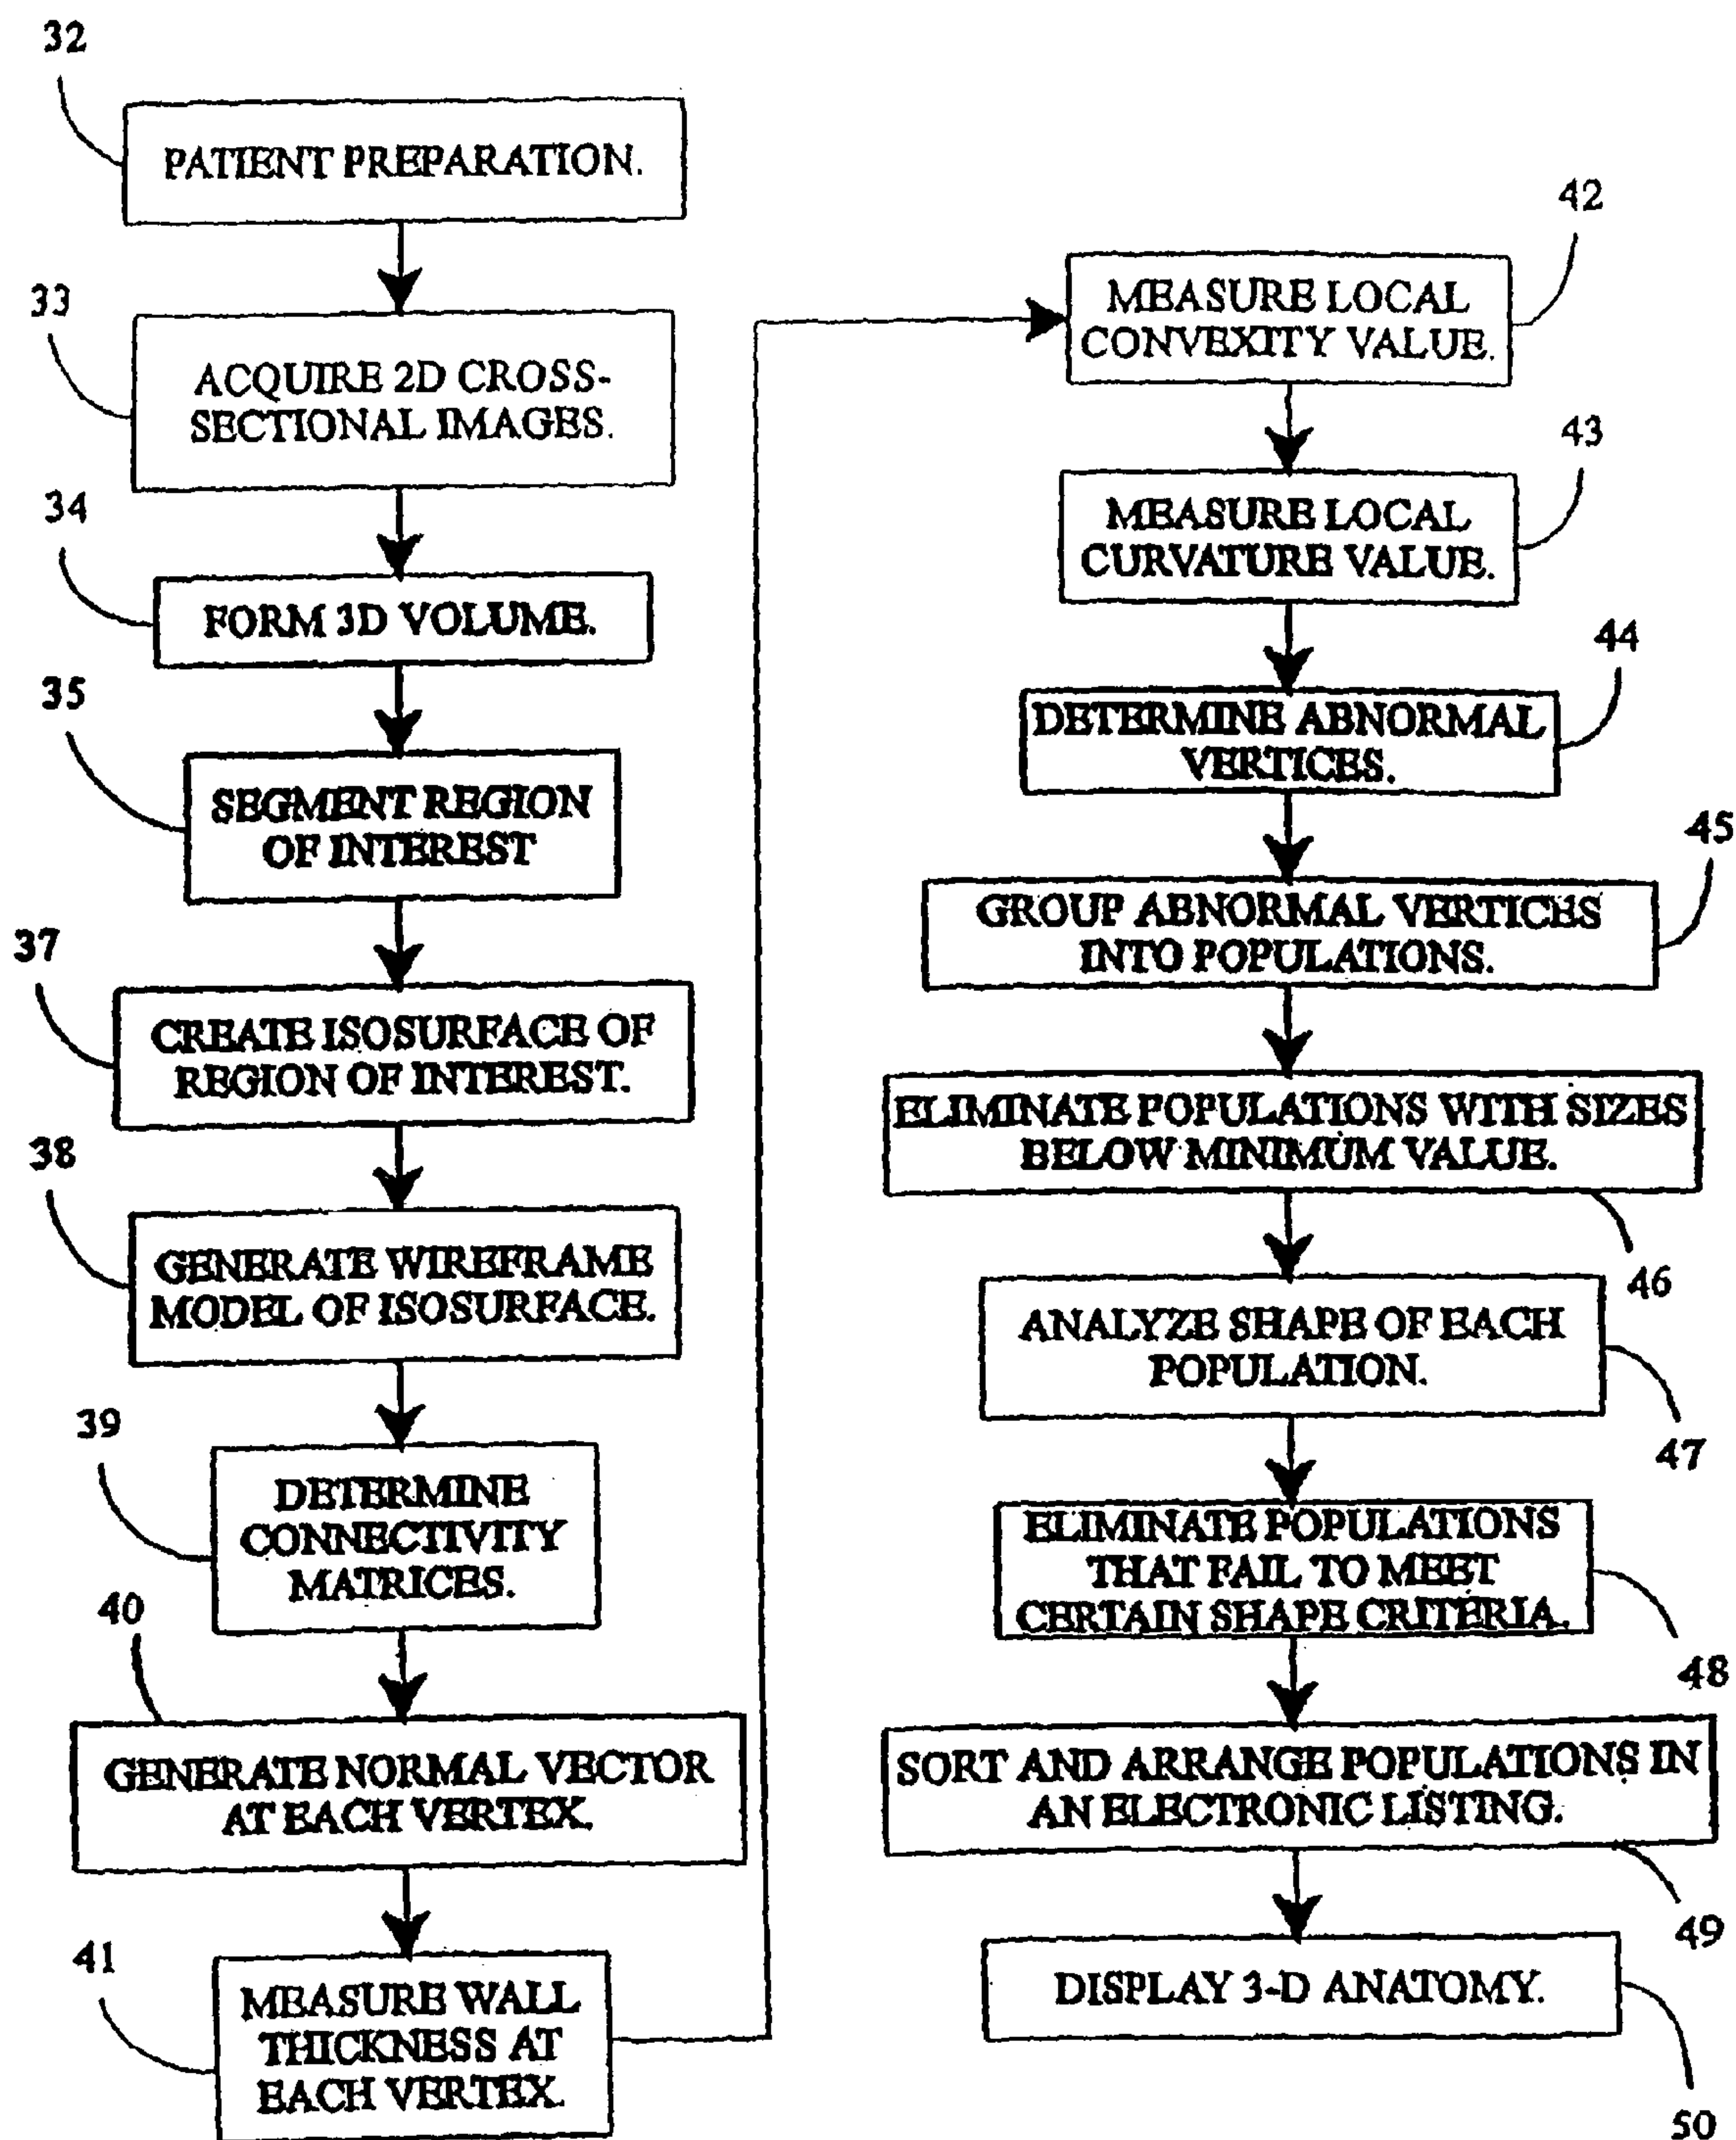 32
PATIENT PREPARATION.
33
ACQUIRE 2D CROSS-
SECTIONAL IMAGES.
34
FORM 3D VOLUME.
35
SEGMENT REGION
OF INTEREST
37
CREATE ISOSURFACE OF
REGION OF INTEREST.
38
GENERATE WIREFRAME
MODEL OF ISOSURFACE.
39
DETERMINE
CONNECTIVITY
MATRICES.
40
GENERATE NORMAL VECTOR
AT EACH VERTEX.
41
MEASURE WALL
THICKNESS AT
EACH VERTEX.
42
MEASURE LOCAL
CONVEXITY VALUE.
43
MEASURE LOCAL
CURVATURE VALUE.
44
DETERMINE ABNORMAL
VERTICES.
45
GROUP ABNORMAL VERTICES
INTO POPULATIONS.
ELIMINATE POPULATIONS WITH SIZES
BELOW MINIMUM VALUE.
46
ANALYZE SHAPE OF EACH
POPULATION.
47
ELIMINATE POPULATIONS
THAT FAIL TO MEET
CERTAIN SHAPE CRITERIA.
48
SORT AND ARRANGE POPULATIONS IN
AN ELECTRONIC LISTING.
49
DISPLAY 3-D ANATOMY.
50